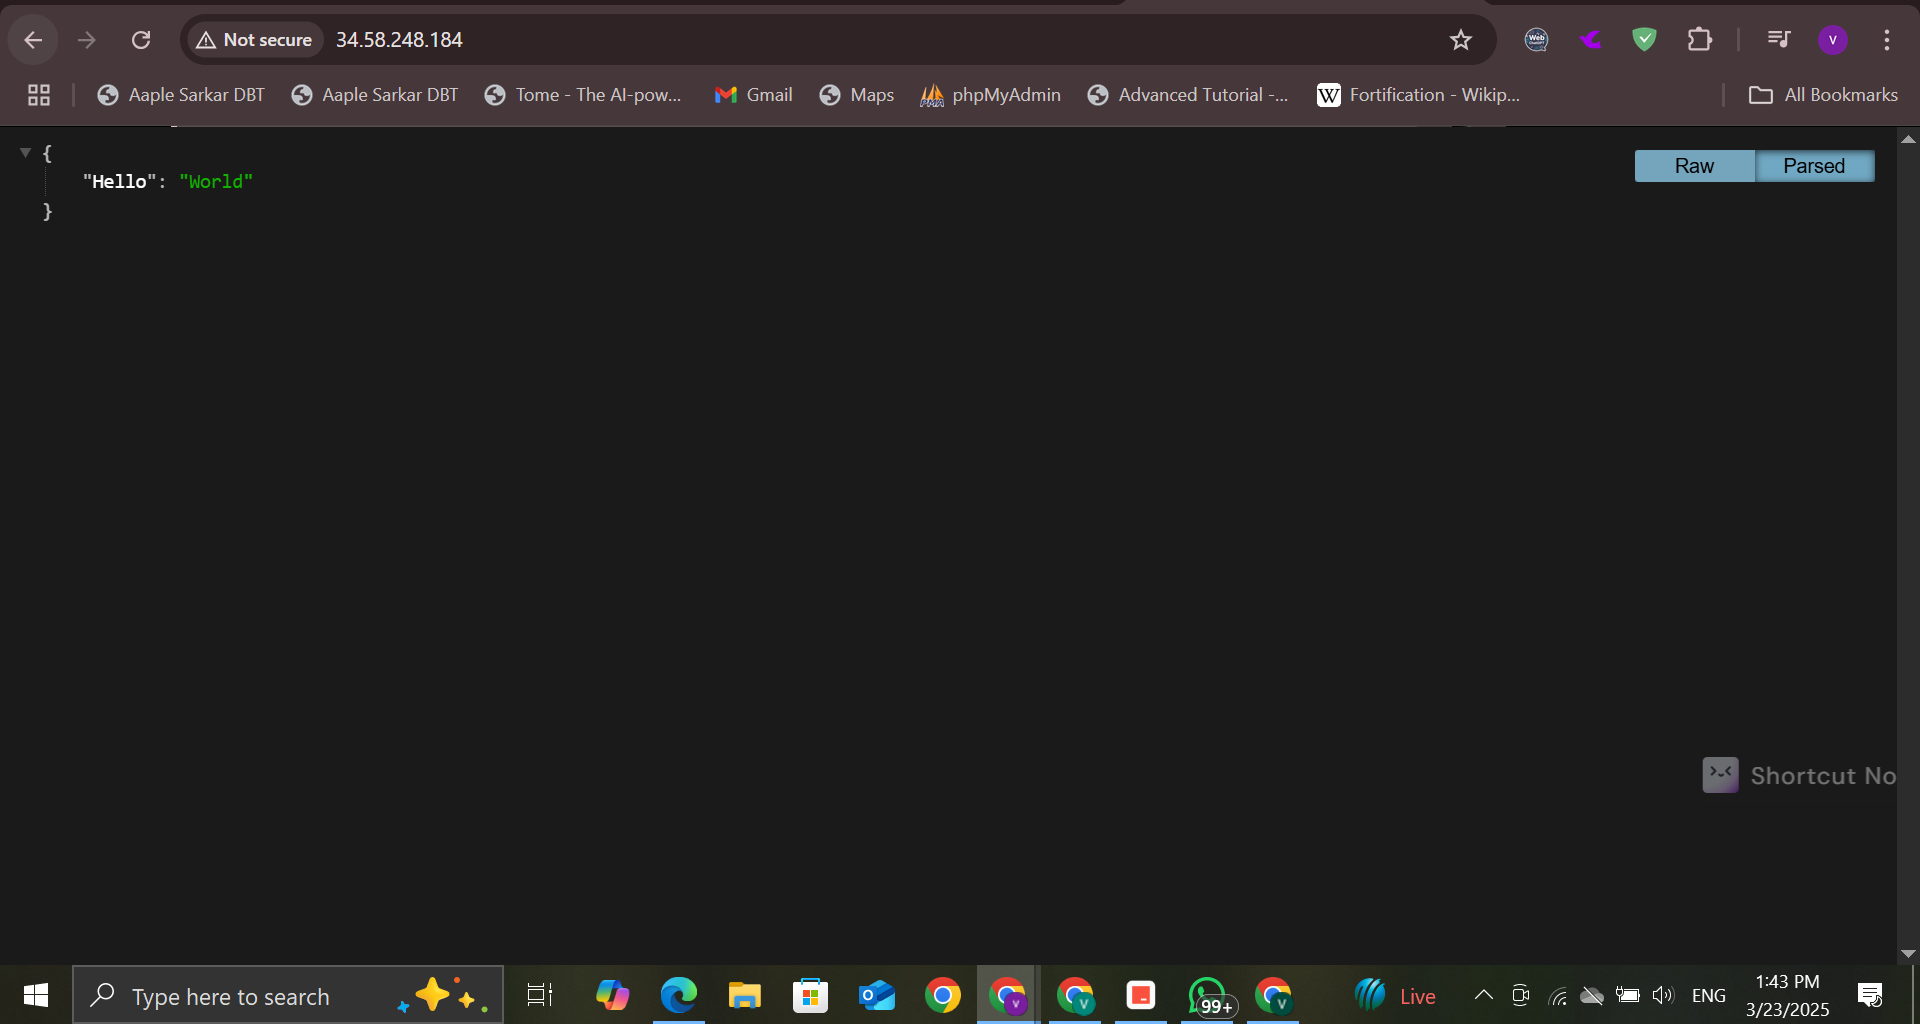 Not secure 34.58.248.184
Aaple Sarkar DBT Aaple Sarkar DBT Tome - The AI-pow... Gmail Maps phpMyAdmin Advanced Tutorial -... W Fortification - Wikip... All Bookmarks
{
"Hello": "World"
}
Raw Parsed
Shortcut No
Type here to search
99+
Live
ENG
1:43 PM
3/23/2025